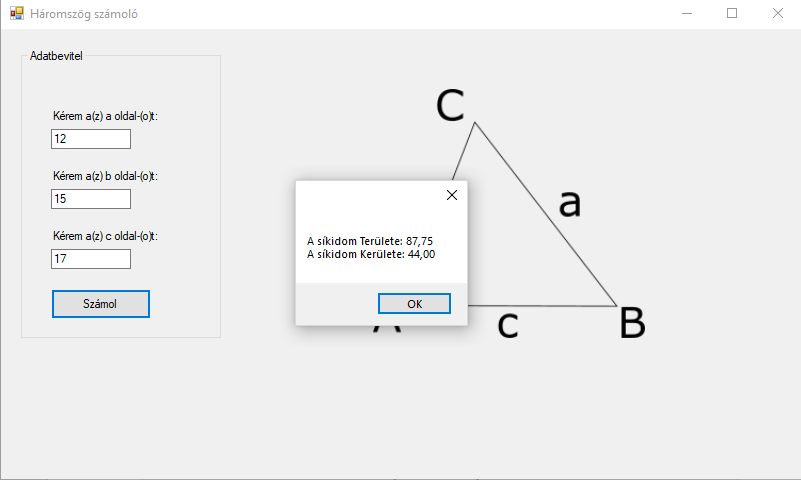 Háromszög számoló
Adatbevitel
Kérem a(z) a oldal-(o)t:
12
Kérem a(z) b oldal-(o)t:
15
Kérem a(z) c oldal-(o)t:
17
Számol
C
a
A síkidom Területe: 87,75
A síkidom Kerülete: 44,00
OK
A
c
B